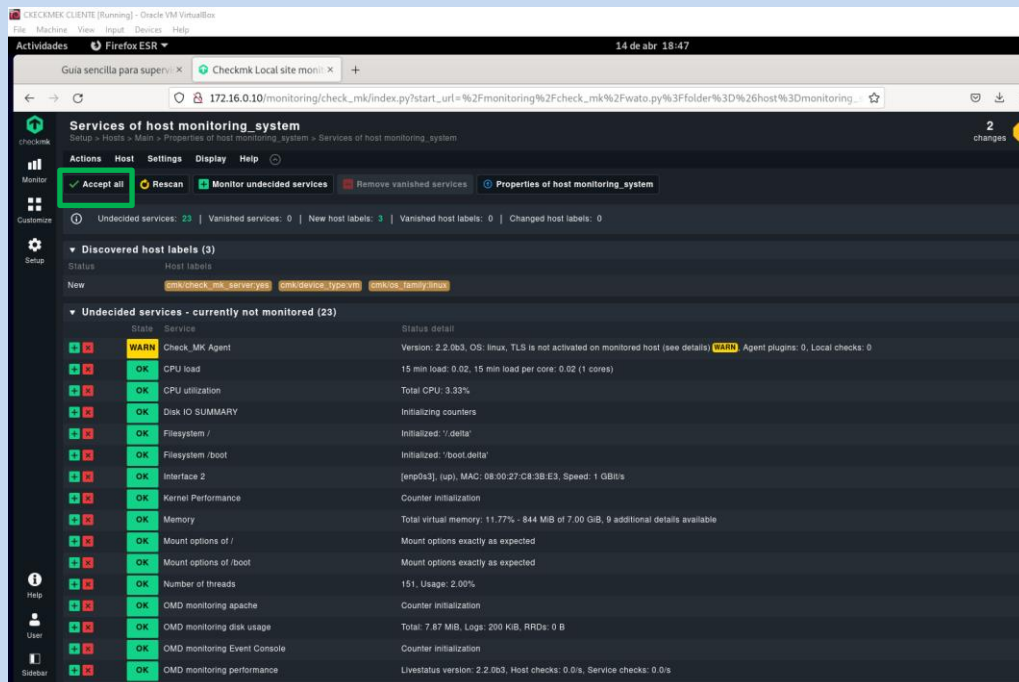 CKECKMEK CLIENTE [Running] - Oracle VM VirtualBox
File Machine View Input Devices Help
Actividades Firefox ESR 14 de abr 18:47
Guía sencilla para superv × Checkmk Local site monit × +
172.16.0.10/monitoring/check_mk/index.py?start_url=%2Fmonitoring%2Fcheck_mk%2Fwato.py%3Ffolder%3D%26host%3Dmonitoring_
checkmk
Monitor
Customize
Setup
Services of host monitoring_system
Setup > Hosts > Main > Properties of host monitoring_system > Services of host monitoring_system
2
changes
Actions Host Settings Display Help
Accept all Rescan Monitor undecided services Remove vanished services Properties of host monitoring_system
Undecided services: 23 | Vanished services: 0 | New host labels: 3 | Vanished host labels: 0 | Changed host labels: 0
Discovered host labels (3)
Status Host labels
New cmk/check_mk_server:yes cmk/device_type:vm cmk/os_family:linux
Undecided services - currently not monitored (23)
State Service Status detail
WARN Check_MK Agent Version: 2.2.0b3, OS: linux, TLS is not activated on monitored host (see details) WARN, Agent plugins: 0, Local checks: 0
OK CPU load 15 min load: 0.02, 15 min load per core: 0.02 (1 cores)
OK CPU utilization Total CPU: 3.33%
OK Disk IO SUMMARY Initializing counters
OK Filesystem / Initialized: '/.delta'
OK Filesystem /boot Initialized: '/boot.delta'
OK Interface 2 [enp0s3], (up), MAC: 08:00:27:C8:3B:E3, Speed: 1 GBit/s
OK Kernel Performance Counter initialization
OK Memory Total virtual memory: 11.77% - 844 MiB of 7.00 GiB, 9 additional details available
OK Mount options of / Mount options exactly as expected
OK Mount options of /boot Mount options exactly as expected
OK Number of threads 151, Usage: 2.00%
OK OMD monitoring apache Counter initialization
OK OMD monitoring disk usage Total: 7.87 MiB, Logs: 200 KiB, RRDs: 0 B
OK OMD monitoring Event Console Counter initialization
OK OMD monitoring performance Livestatus version: 2.2.0b3, Host checks: 0.0/s, Service checks: 0.0/s
Help
User
Sidebar